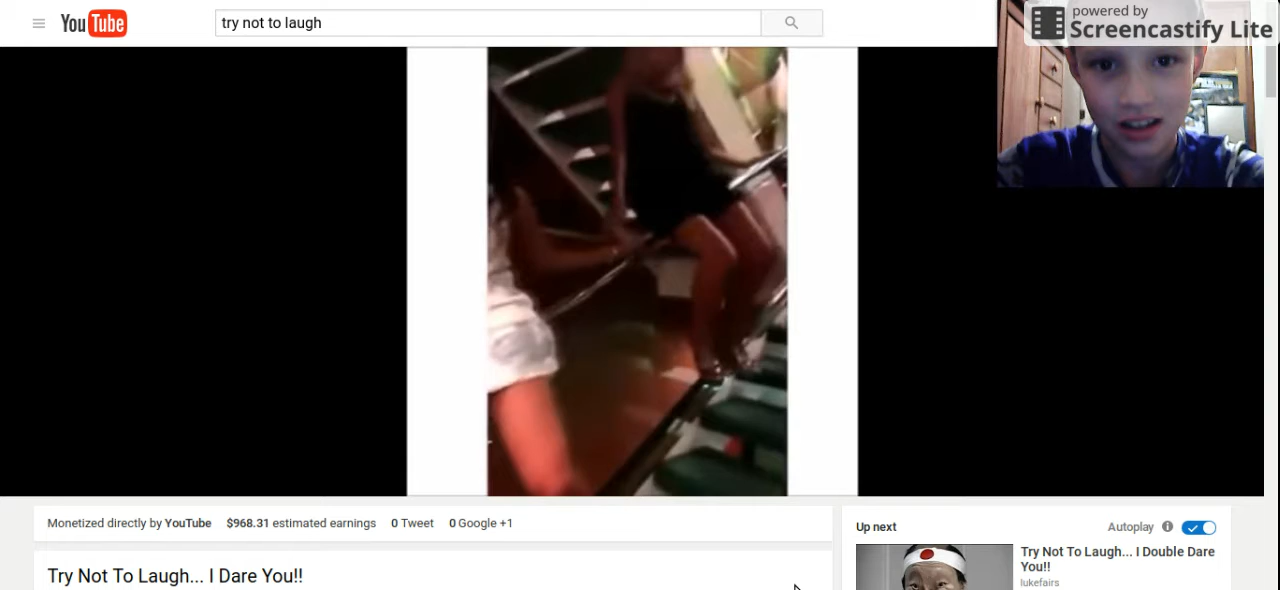 YouTube
try not to laugh
powered by
Screencastify Lite
Monetized directly by YouTube $968.31 estimated earnings 0 Tweet 0 Google +1
Try Not To Laugh... I Dare You!!
Up next
Autoplay
Try Not To Laugh... I Double Dare
You!!
lukefairs